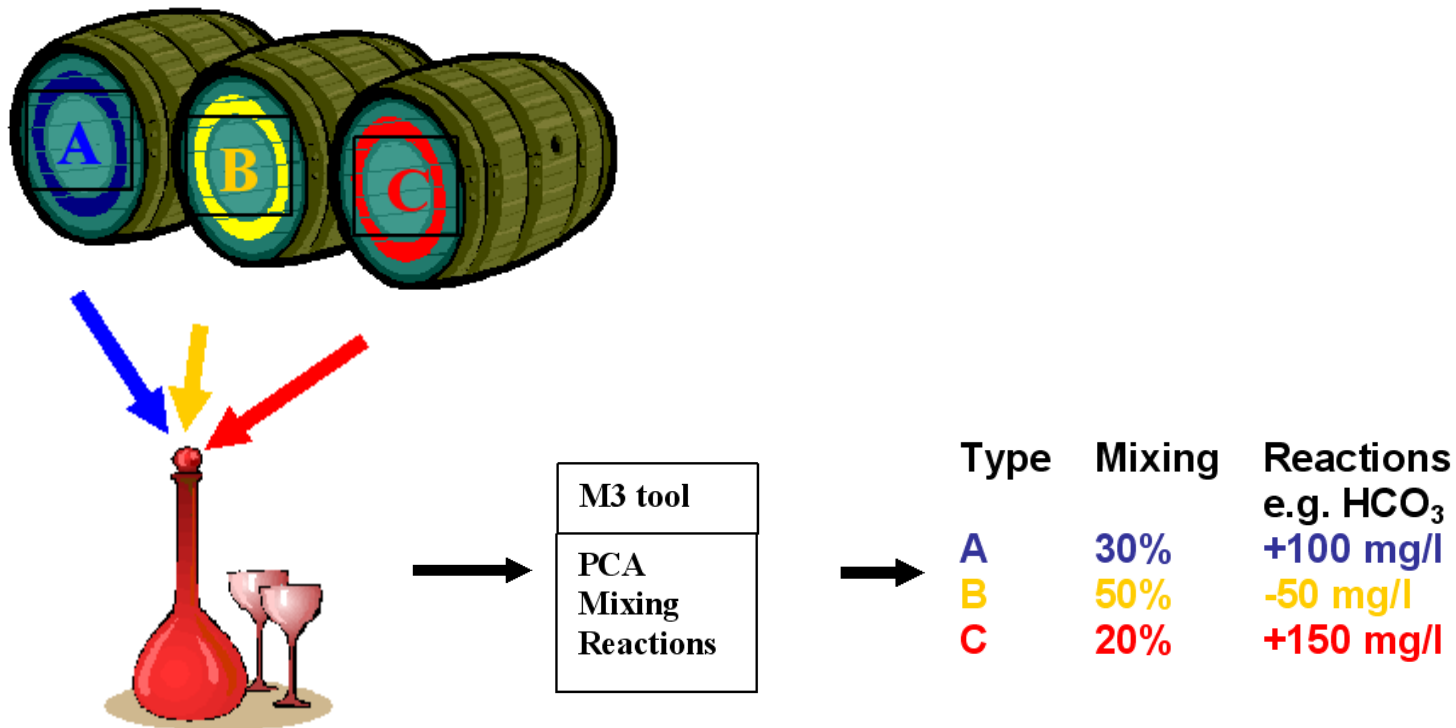 A
B
C
M3 tool
PCA
Mixing
Reactions
Type Mixing Reactions
e.g. HCO₃
A 30% +100 mg/l
B 50% -50 mg/l
C 20% +150 mg/l